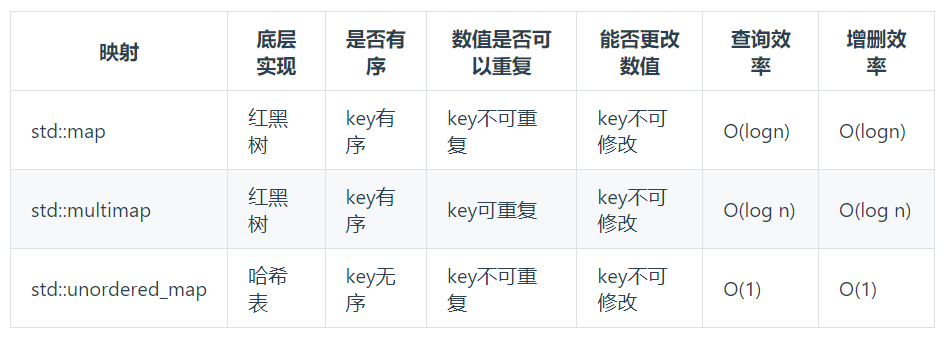 映射
底层
实现
是否有
序
数值是否可
以重复
能否更改
数值
查询效
率
增删效
率
std::map
红黑
树
key有
序
key不可重
复
key不可
修改
O(logn)
O(logn)
std::multimap
红黑
树
key有
序
key可重复
key不可
修改
O(log n)
O(log n)
std::unordered_map
哈希
表
key无
序
key不可重
复
key不可
修改
O(1)
O(1)